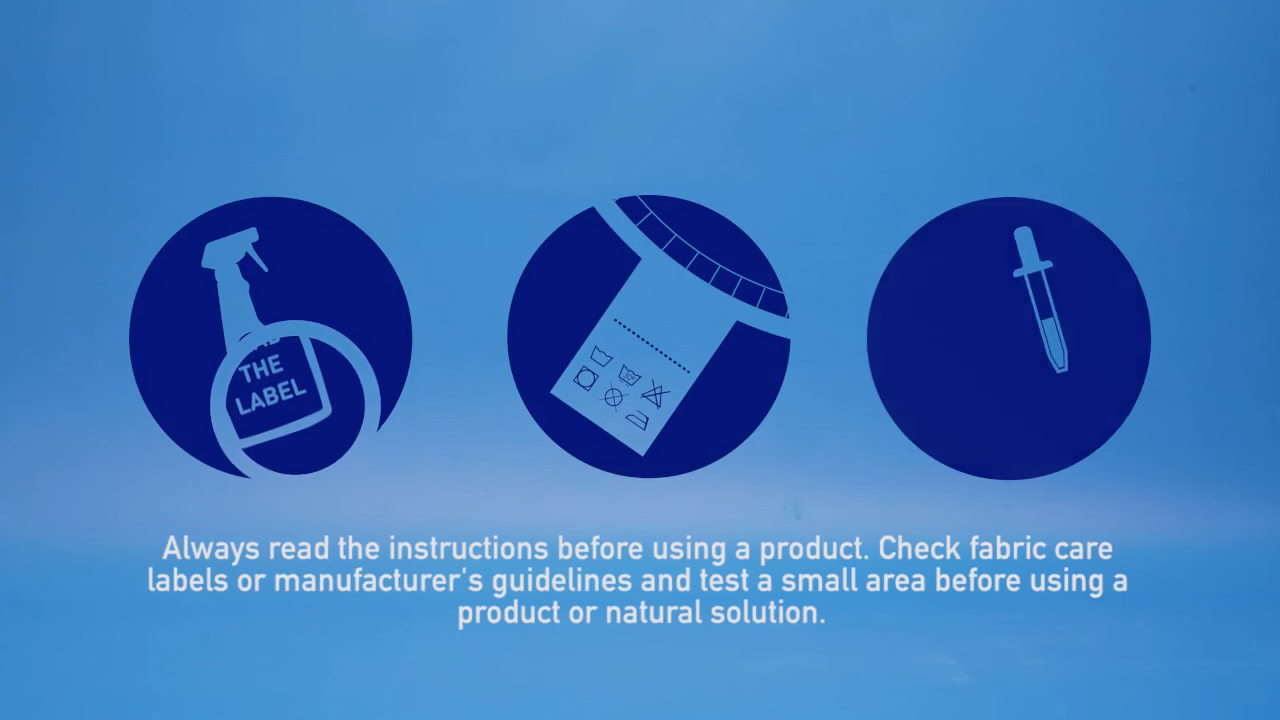 THE
LABEL
Always read the instructions before using a product. Check fabric care
labels or manufacturer's guidelines and test a small area before using a
product or natural solution.